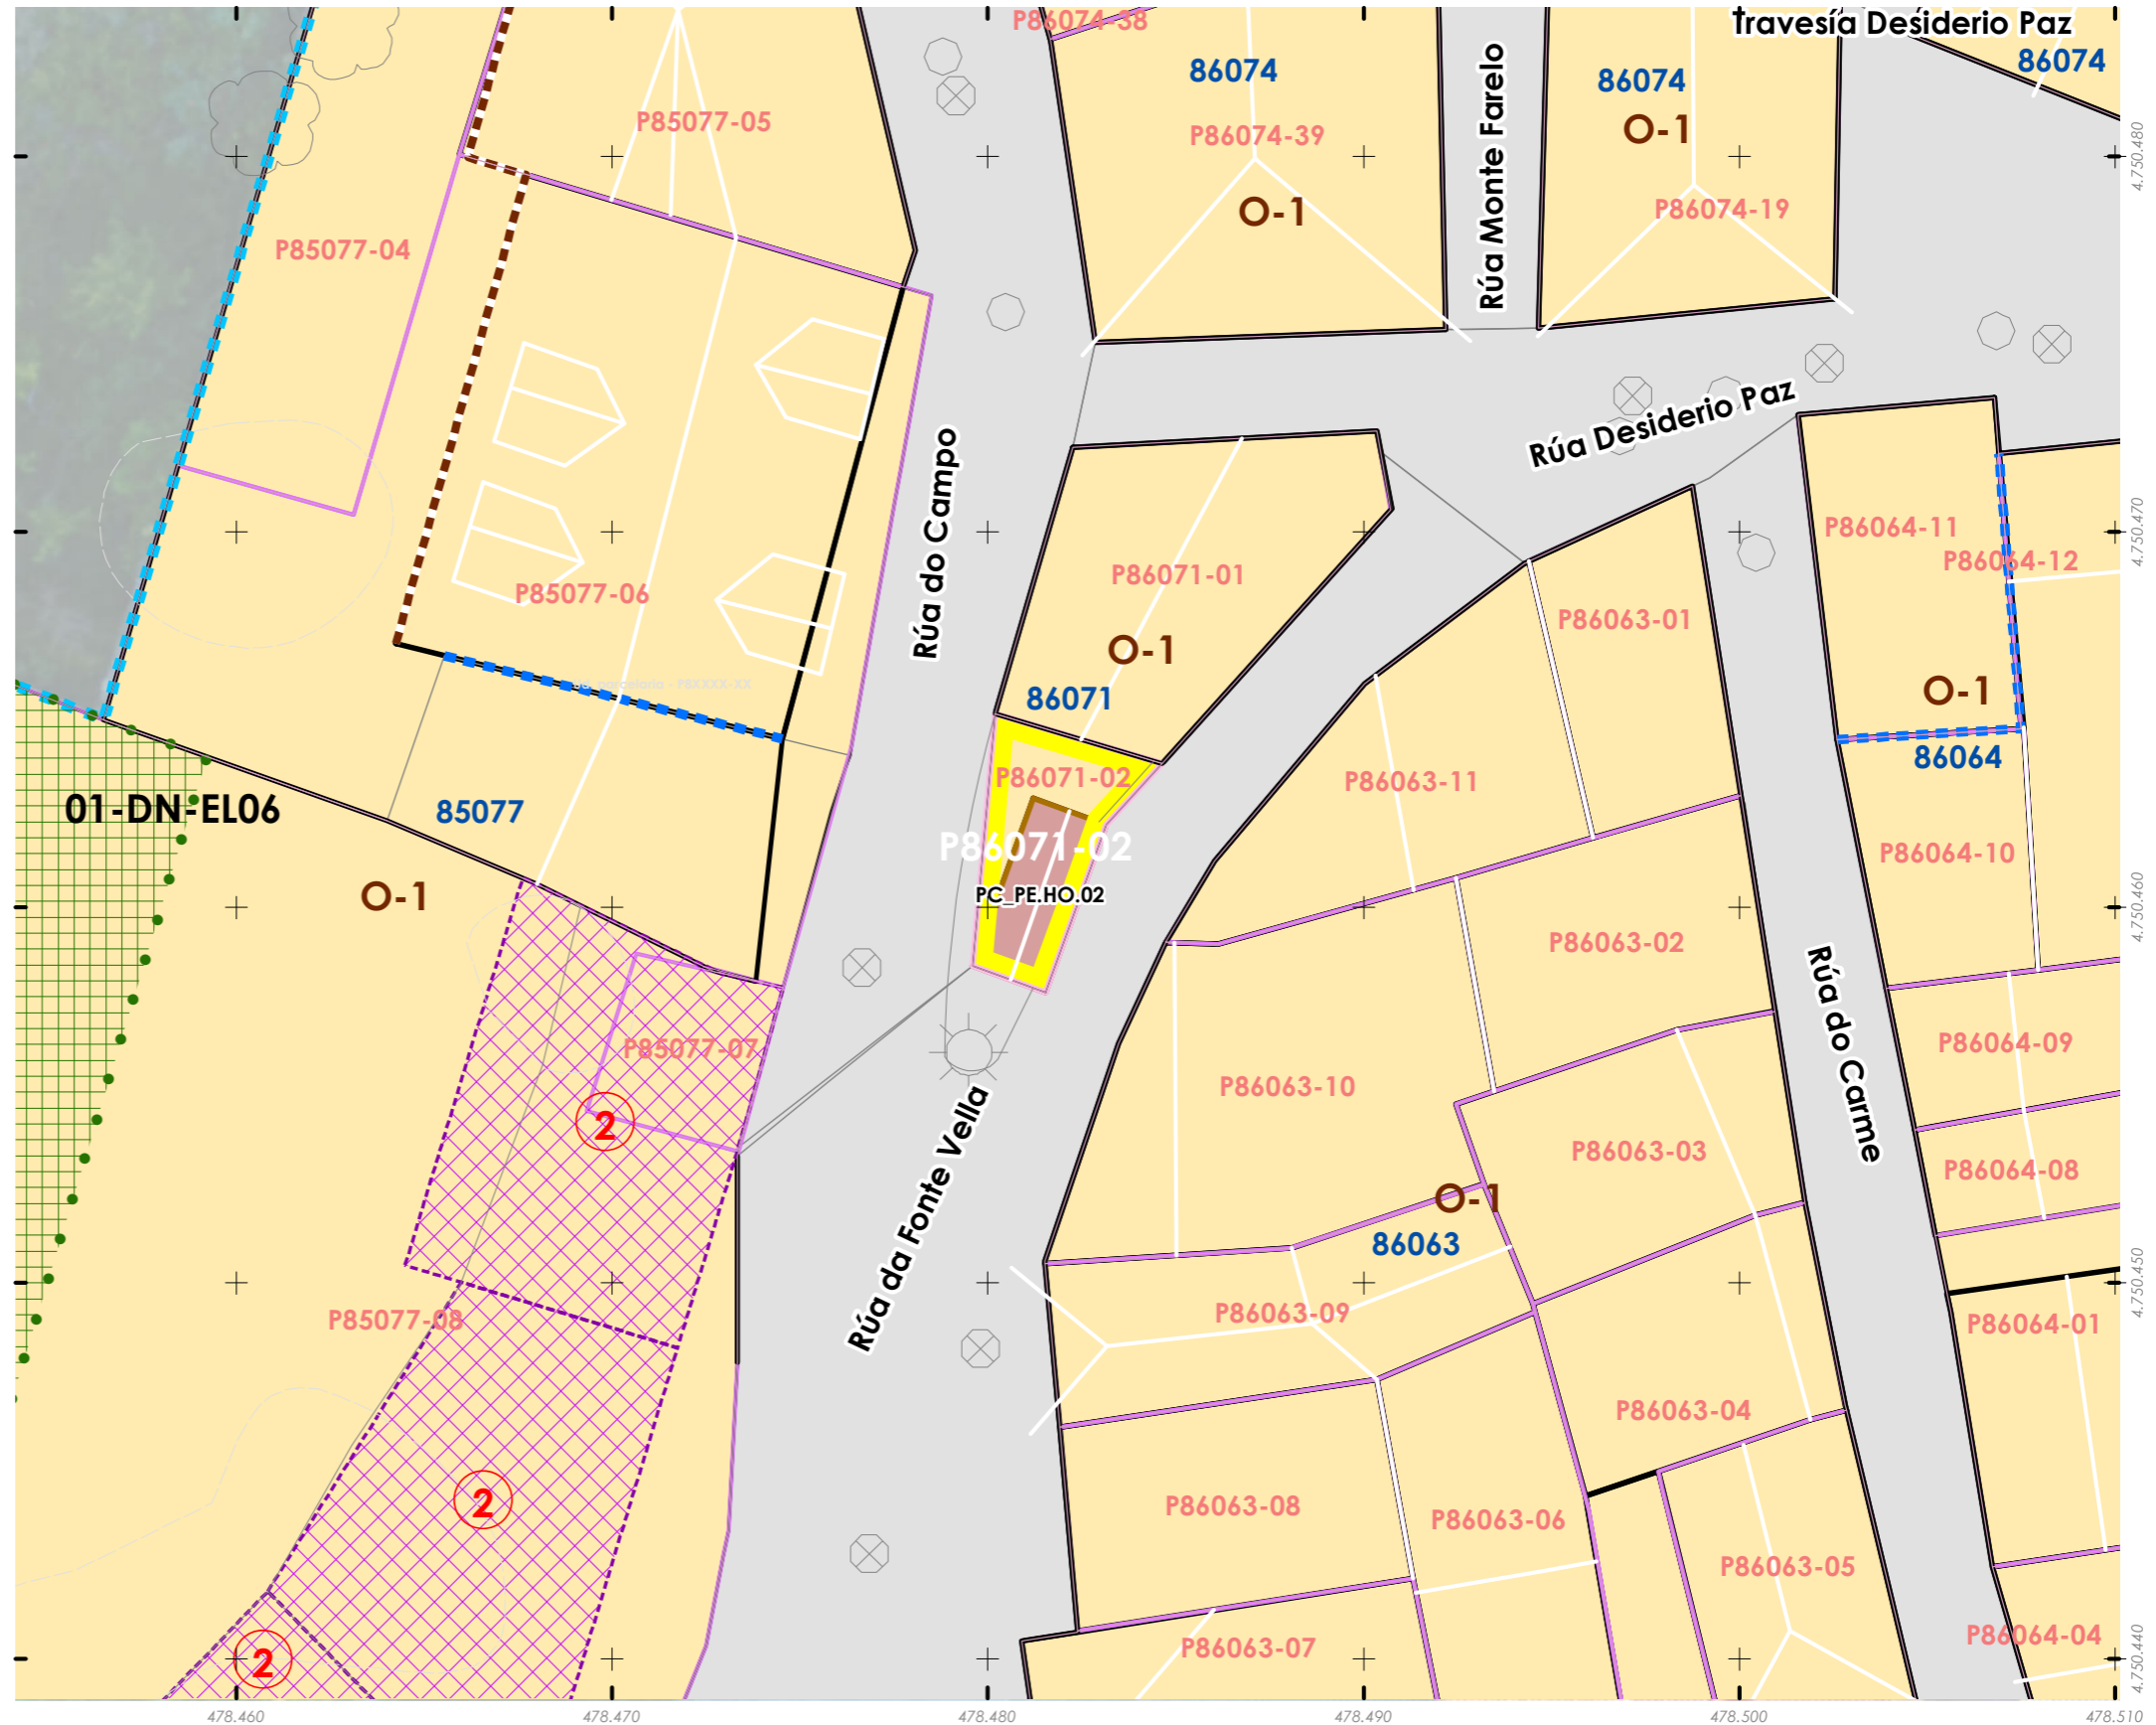 P86074-38
Travesía Desiderio Paz
86074
86074
86074
P85077-05
P86074-39
O-1
O-1
Rúa Monte Farelo
P86074-19
P85077-04
4.750.480
Rúa Desiderio Paz
Rúa do Campo
P86064-11
P86064-12
4.750.470
P86071-01
P85077-06
P86063-01
O-1
86071
O-1
86064
P86071-02
P86063-11
01-DN-EL06
85077
P86071-02
PC_PE.HO.02
P86064-10
O-1
4.750.460
P86063-02
Rúa do Carme
P85077-07
2
P86063-10
P86064-09
P86063-03
P86064-08
O-1
86063
Rúa da Fonte Vella
4.750.450
P85077-08
P86063-09
P86064-01
P86063-04
2
P86063-08
P86063-06
P86063-05
2
P86063-07
P86064-04
4.750.440
478.460
478.470
478.480
478.490
478.500
478.510